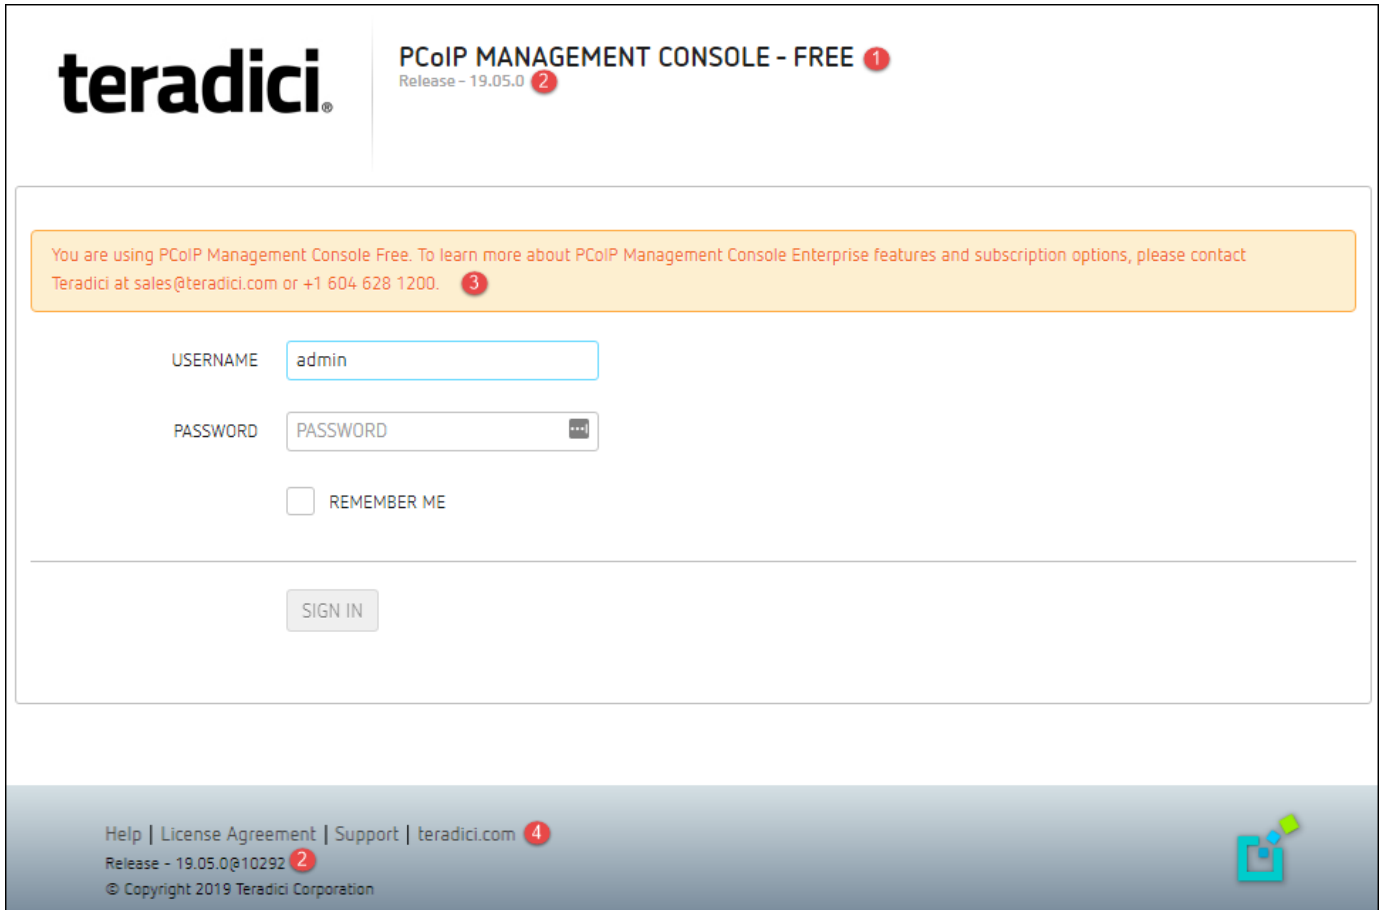 teradici®
PCoIP MANAGEMENT CONSOLE - FREE 1
Release - 19.05.0 2
You are using PCoIP Management Console Free. To learn more about PCoIP Management Console Enterprise features and subscription options, please contact
Teradici at sales@teradici.com or +1 604 628 1200. 3
USERNAME admin
PASSWORD PASSWORD
REMEMBER ME
SIGN IN
Help | License Agreement | Support | teradici.com 4
Release - 19.05.0@10292 2
© Copyright 2019 Teradici Corporation